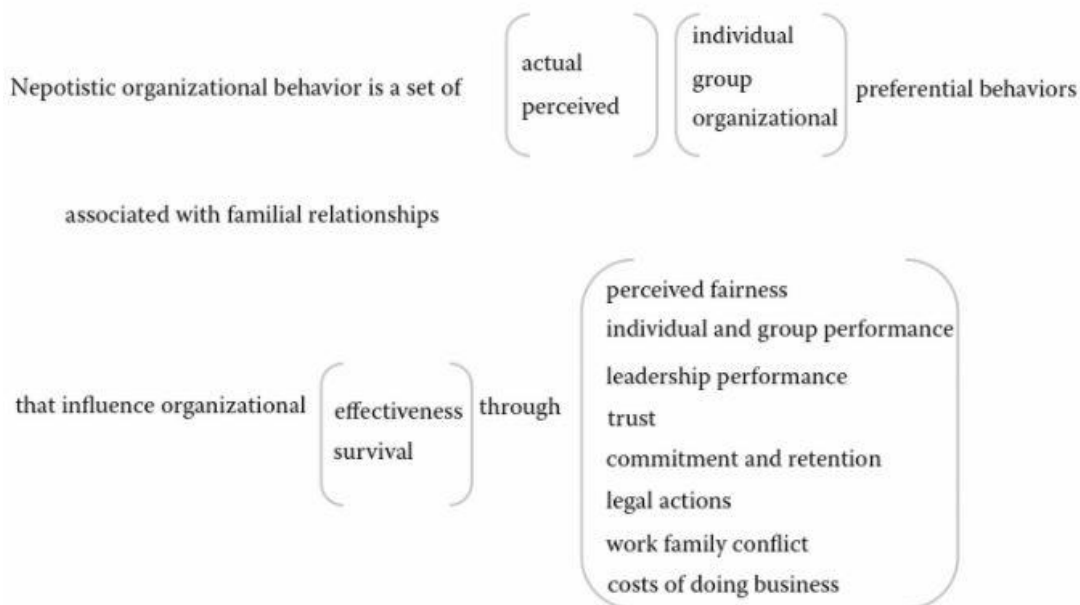 Nepotistic organizational behavior is a set of
actual
perceived
individual
group
organizational
preferential behaviors
associated with familial relationships
that influence organizational
effectiveness
survival
through
perceived fairness
individual and group performance
leadership performance
trust
commitment and retention
legal actions
work family conflict
costs of doing business